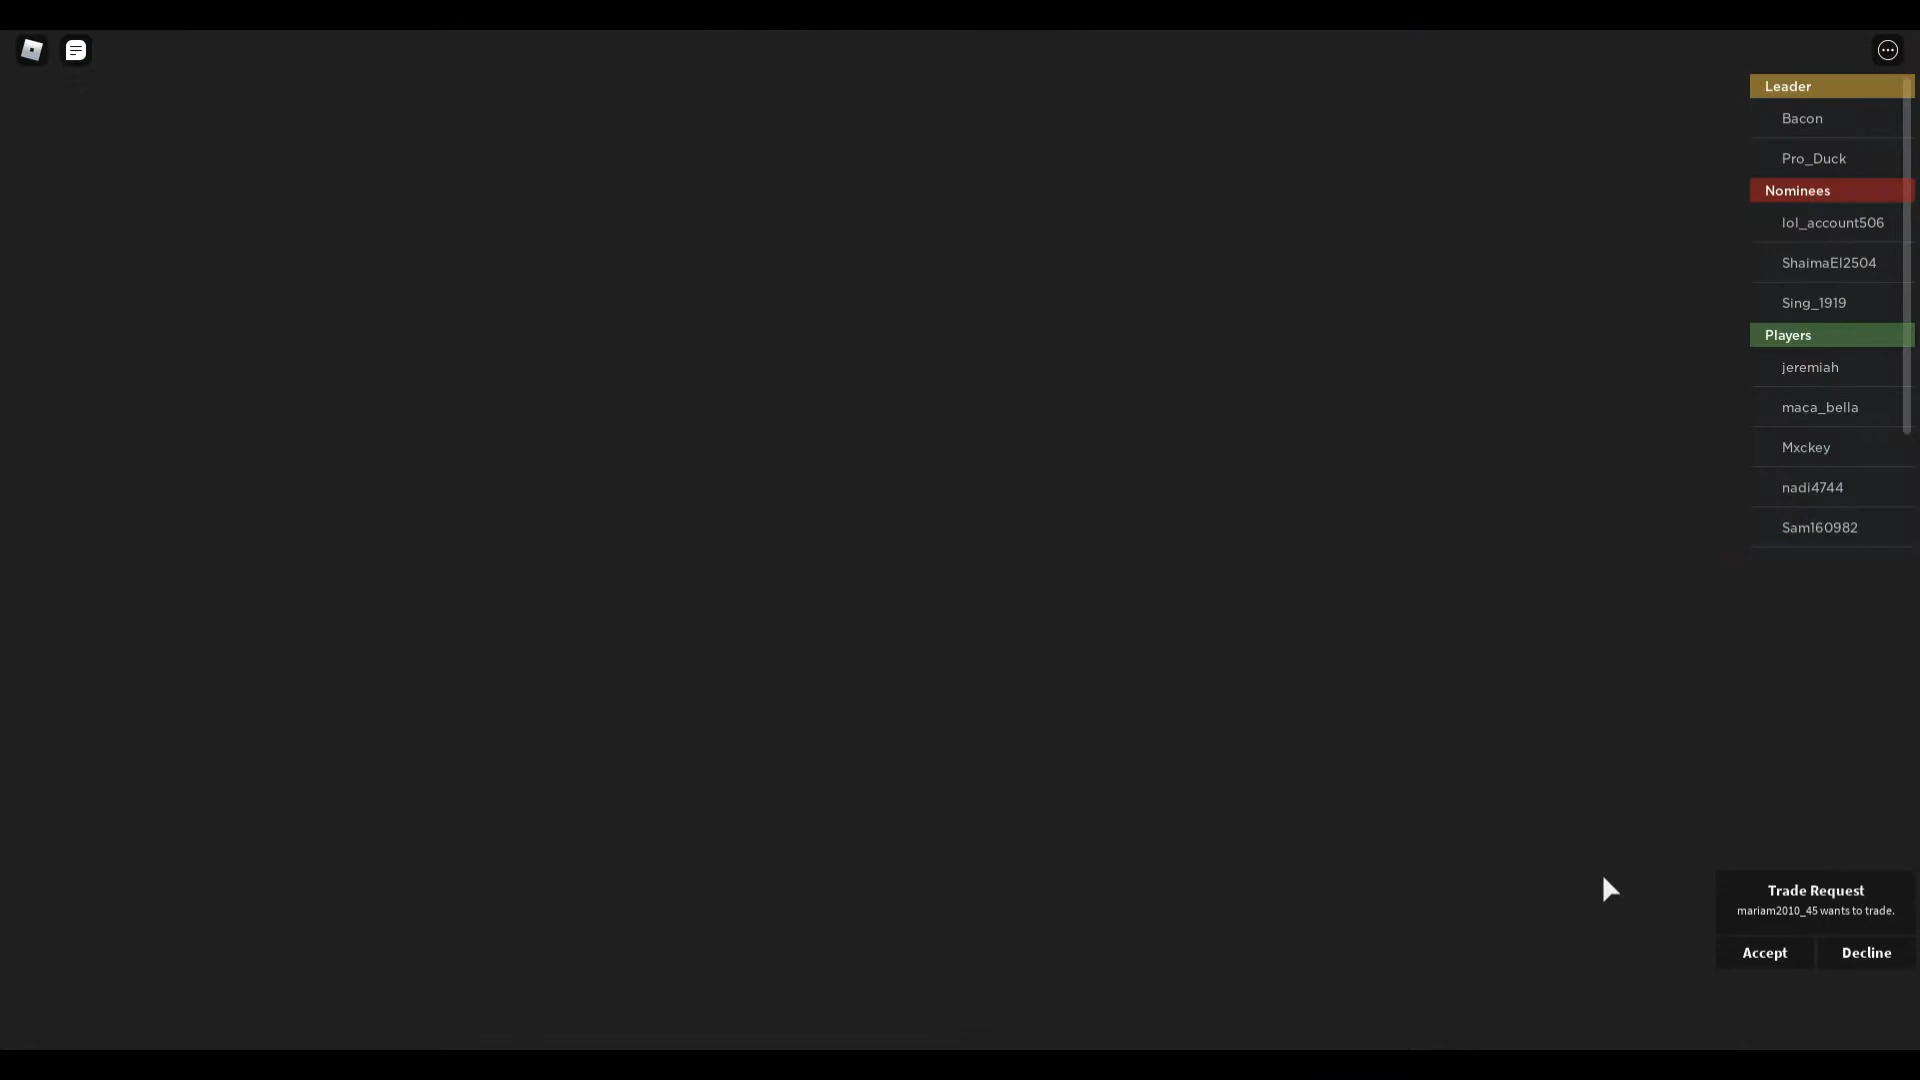 Leader
Bacon
Pro_Duck
Nominees
lol_account506
ShaimaEl2504
Sing_1919
Players
jeremiah
maca_bella
Mxckey
nadi4744
Sam160982
Trade Request
mariam2010_45 wants to trade.
Accept
Decline